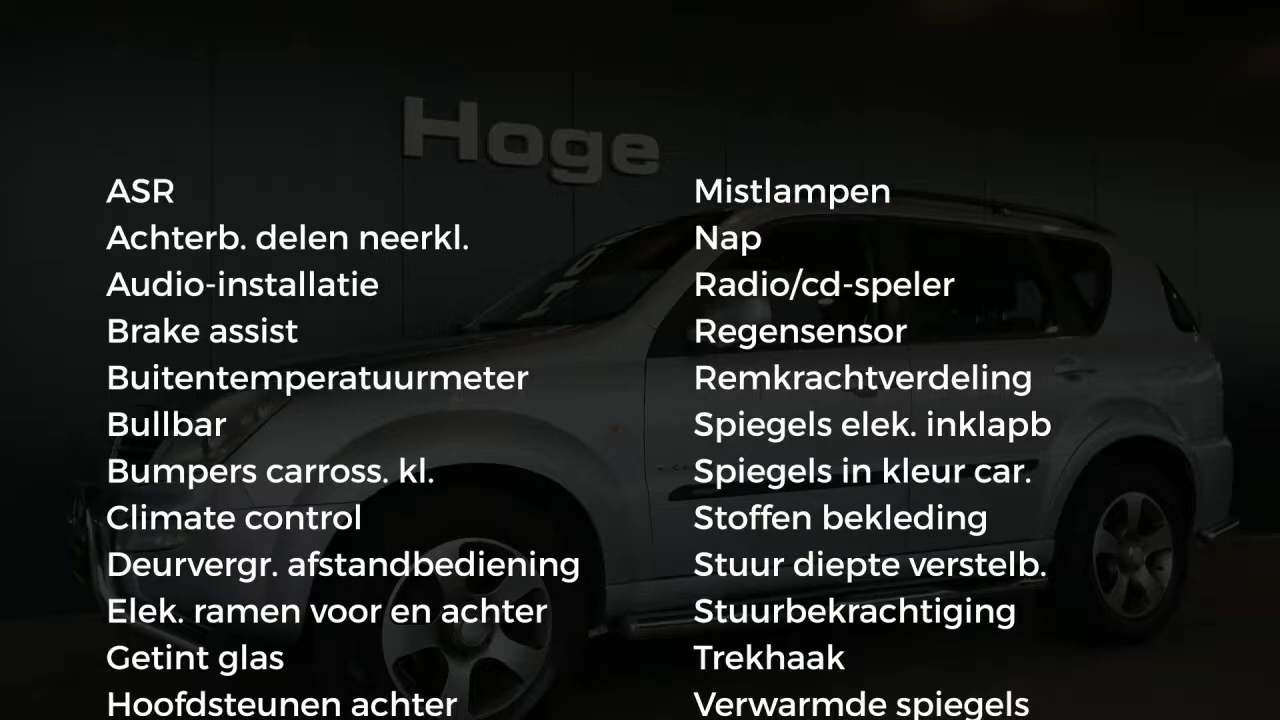 Hoge
ASR
Achterb. delen neerkl.
Audio-installatie
Brake assist
Buitentemperatuurmeter
Bullbar
Bumpers carross. kl.
Climate control
Deurvergr. afstandbediening
Elek. ramen voor en achter
Getint glas
Hoofdsteunen achter
Mistlampen
Nap
Radio/cd-speler
Regensensor
Remkrachtverdeling
Spiegels elek. inklapb
Spiegels in kleur car.
Stoffen bekleding
Stuur diepte verstelb.
Stuurbekrachtiging
Trekhaak
Verwarmde spiegels